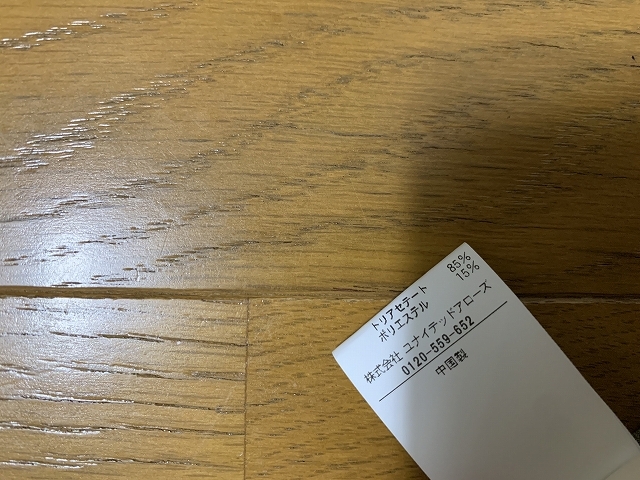 トリアセテート 85%
ポリエステル 15%
株式会社 ユナイテッドアローズ
0120-559-652
中国製